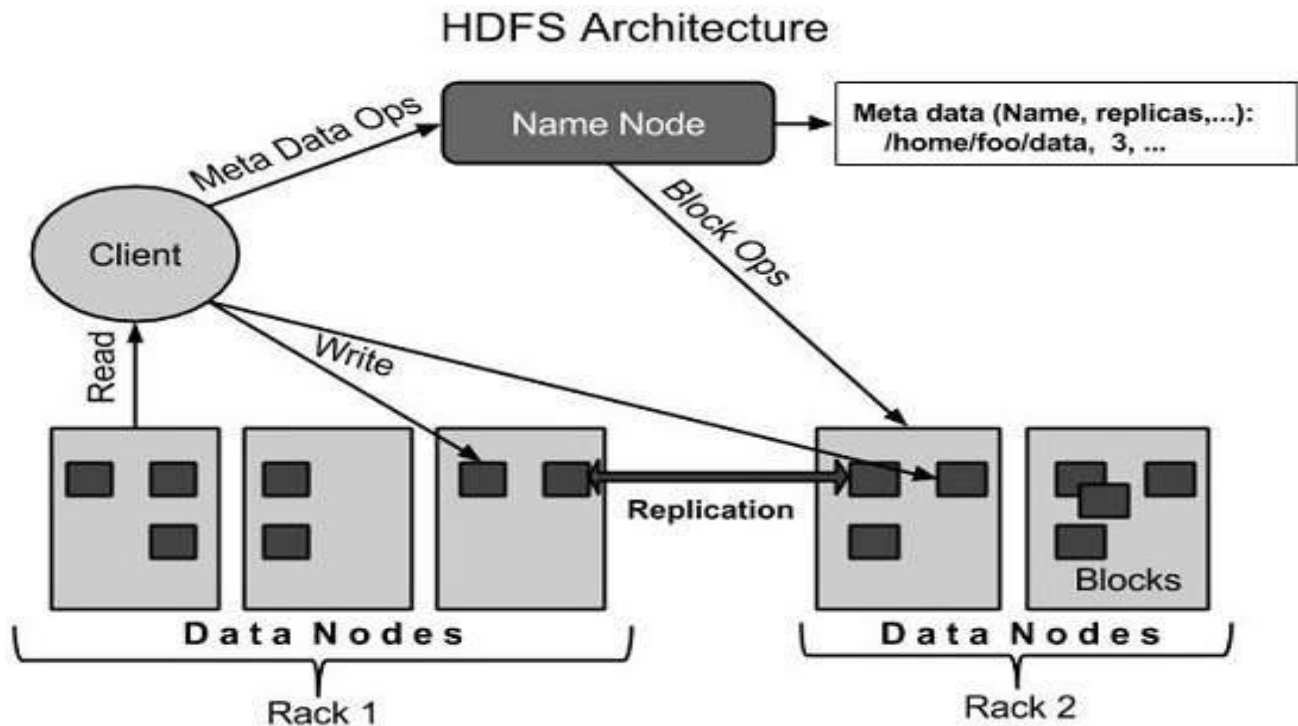 HDFS Architecture
Meta Data Ops
Name Node
Meta data (Name, replicas,...):
/home/foo/data, 3, ...
Block Ops
Client
Read
Write
Replication
Blocks
Data Nodes
Data Nodes
Rack 1
Rack 2